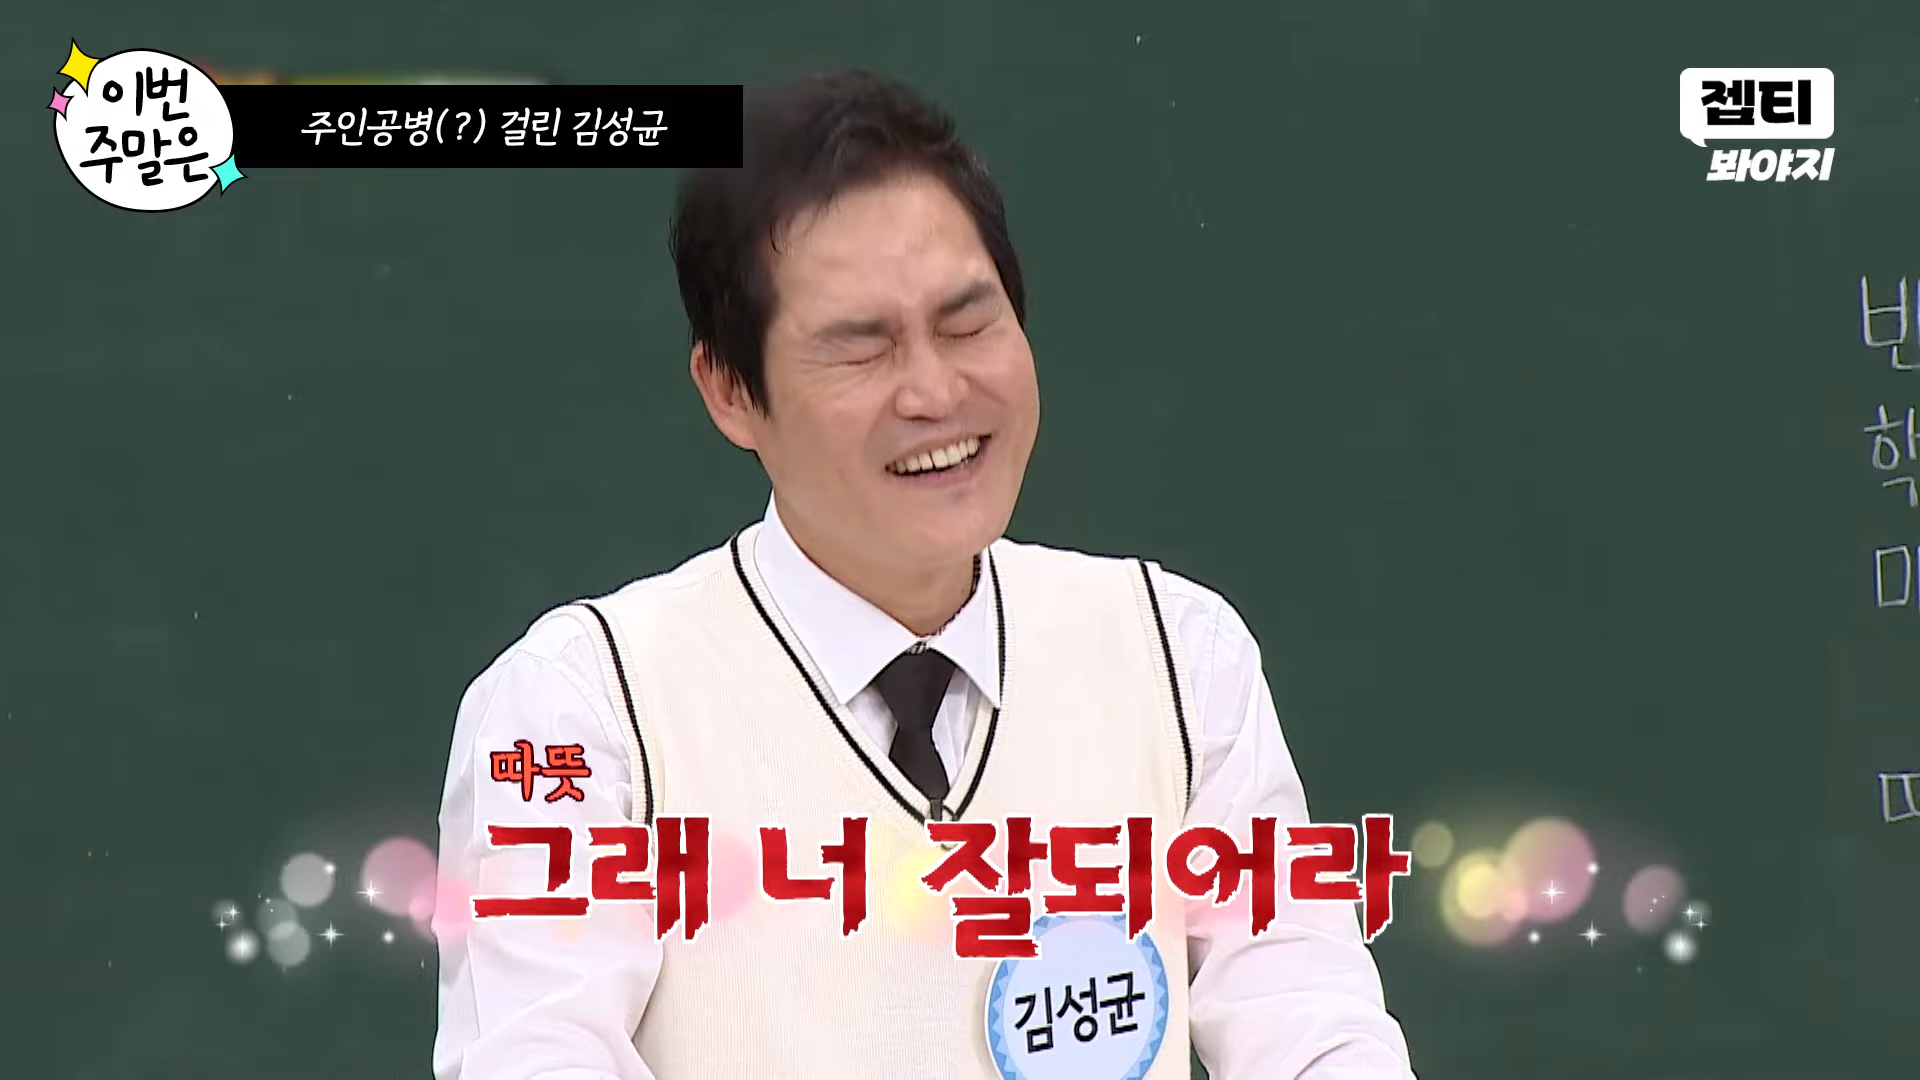 이번
주말은
주인공병(?) 걸린 김성균
젭티
봐야지
따뜻
그래 너 잘되어라
김성균